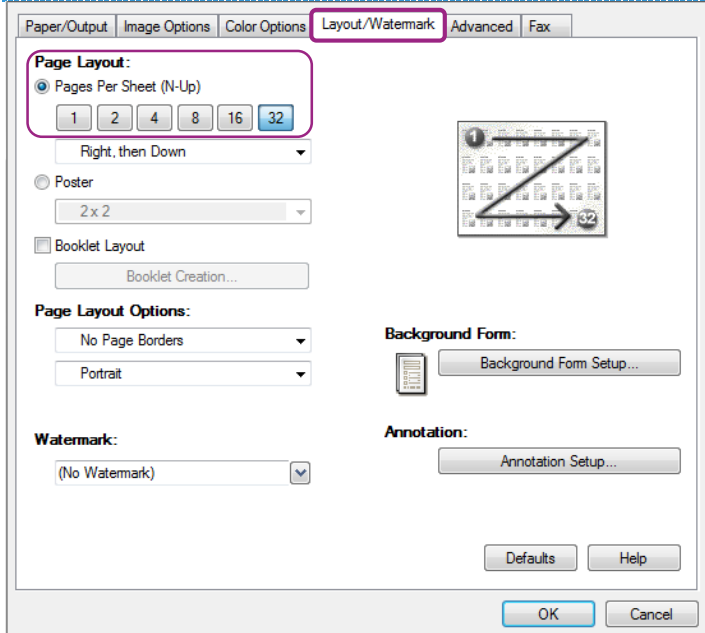 Paper/Output Image Options Color Options Layout/Watermark Advanced Fax
Page Layout:
Pages Per Sheet (N-Up)
1 2 4 8 16 32
Right, then Down
Poster
2 x 2
Booklet Layout
Booklet Creation...
Page Layout Options:
No Page Borders
Portrait
Watermark:
(No Watermark)
1
32
Background Form:
Background Form Setup...
Annotation:
Annotation Setup...
Defaults Help
OK Cancel